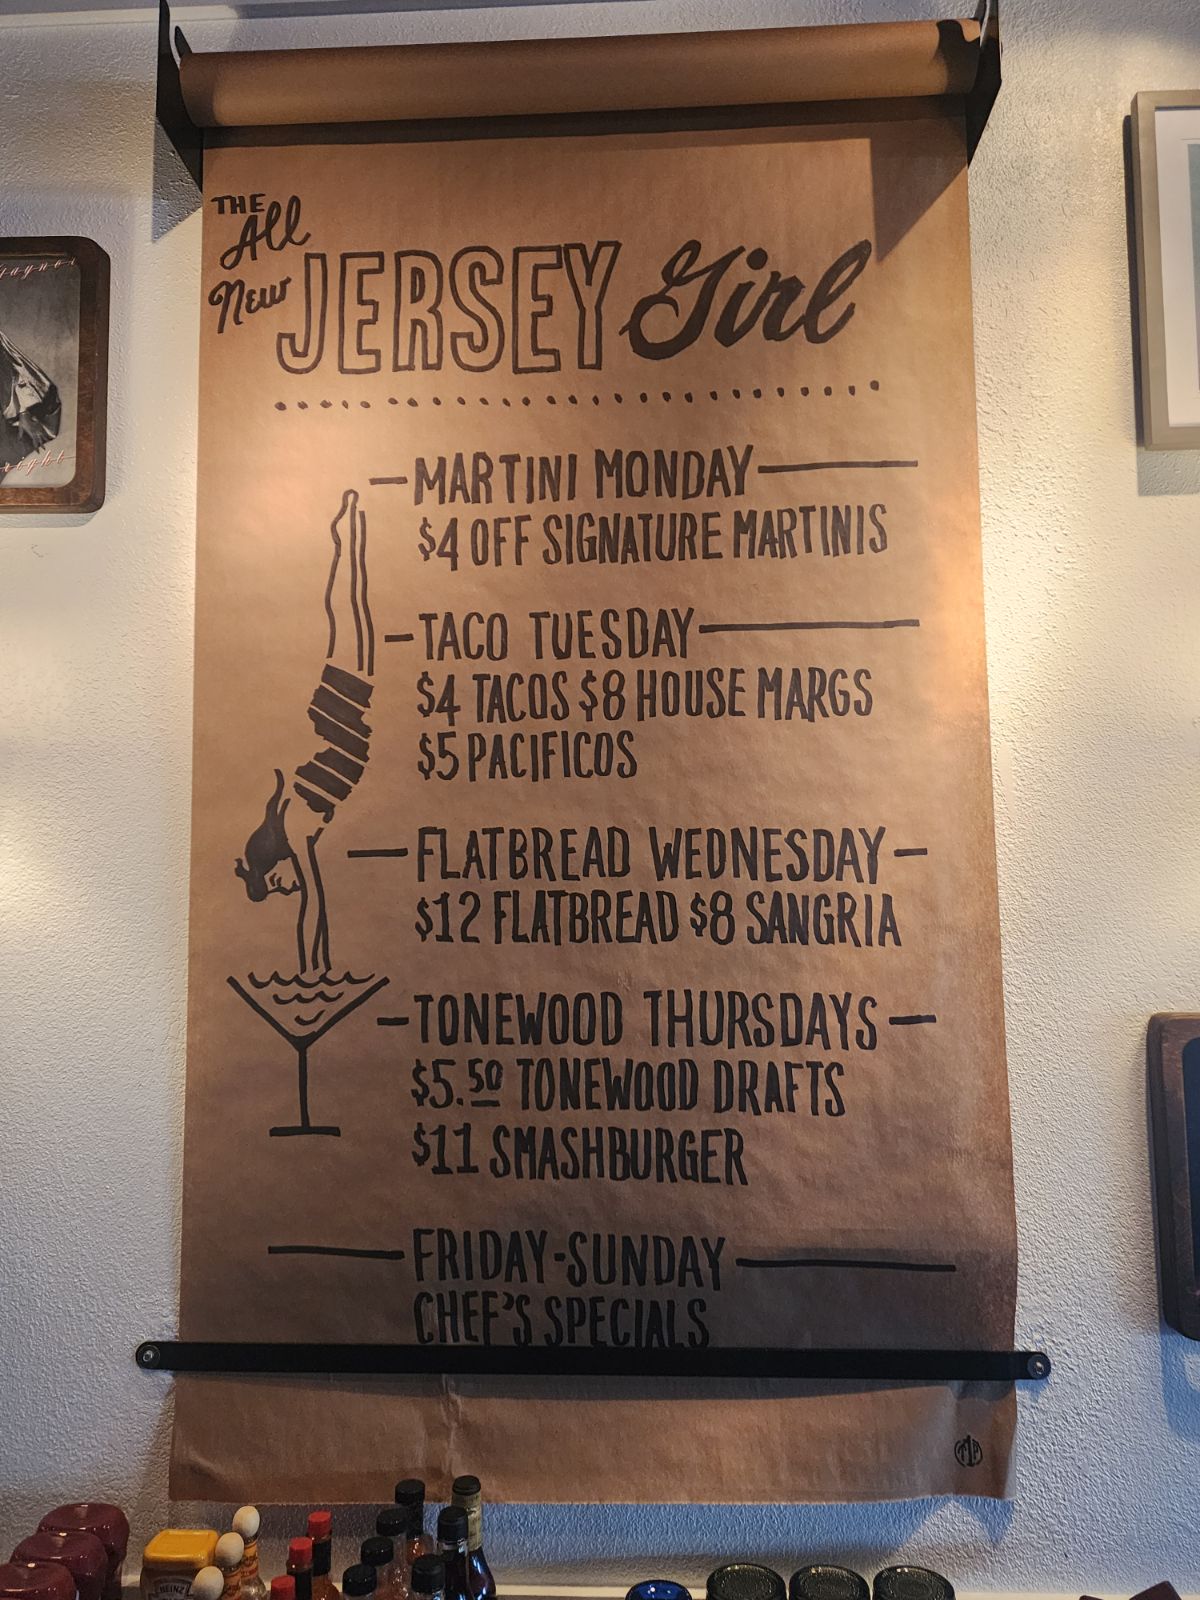 THE
All
New
JERSEY Girl
MARTINI MONDAY
$4 OFF SIGNATURE MARTINIS
TACO TUESDAY
$4 TACOS $8 HOUSE MARGS
$5 PACIFICOS
FLATBREAD WEDNESDAY
$12 FLATBREAD $8 SANGRIA
TONEWOOD THURSDAYS
$5.50 TONEWOOD DRAFTS
$11 SMASHBURGER
FRIDAY-SUNDAY
CHEF'S SPECIALS
HEINZ